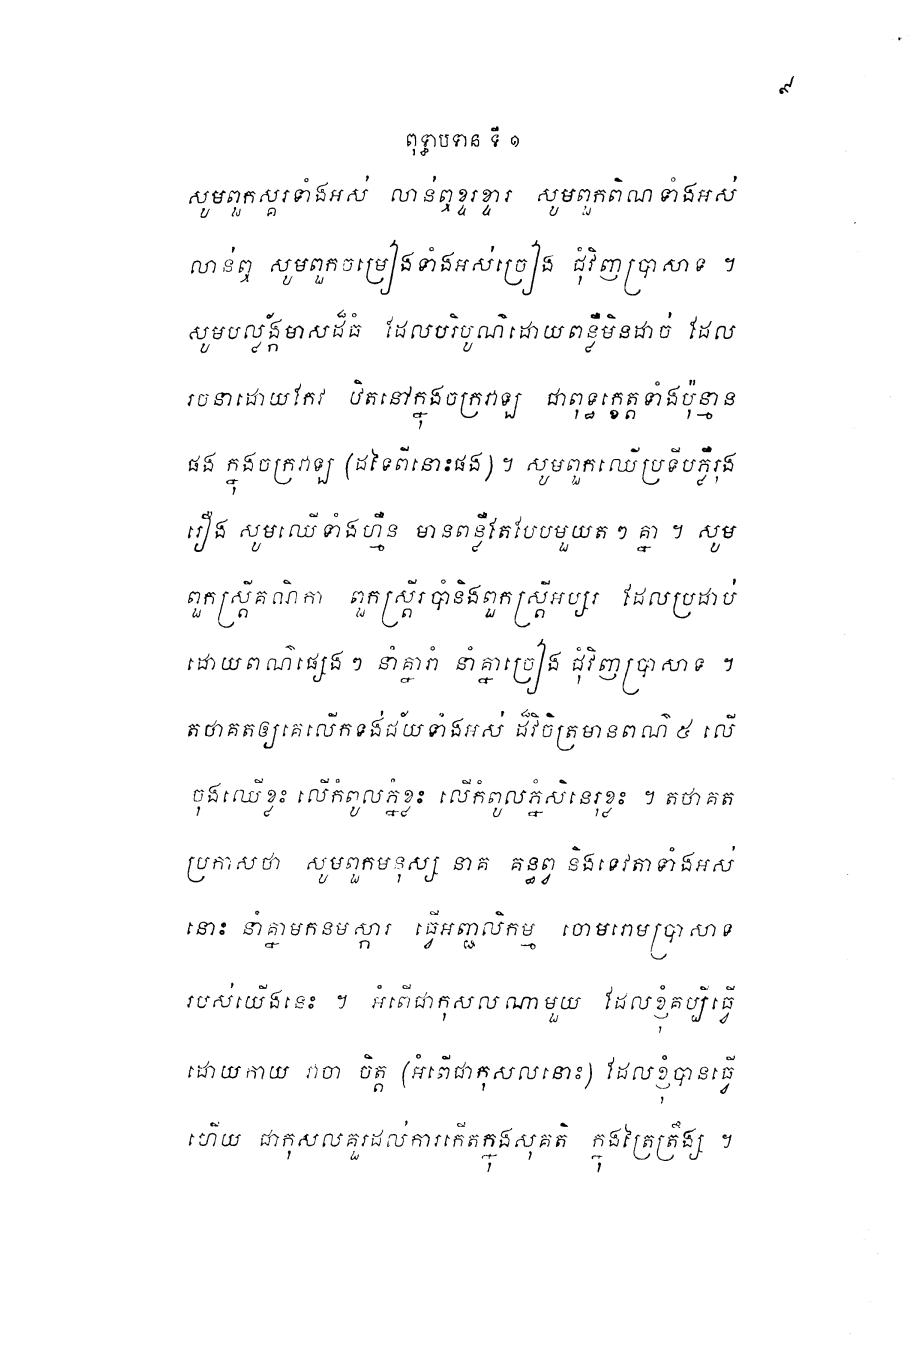 ៩
ពុទ្ធាបទាន ទី ១
សូមពួកស្គរទាំងអស់ លាន់ឮខ្ទរខ្ទារ សូមពួកពិណទាំងអស់
លាន់ឮ សូមពួកចម្រៀងទាំងអស់ច្រៀង ជុំវិញប្រាសាទ ។
សូមបល្ល័ង្កមាសដ៏ធំ ដែលបរិបូណ៌ដោយពន្លឺមិនដាច់ ដែល
រចនាដោយកែវ ឋិតនៅក្នុងចក្រវាឡ ជាពុទ្ធក្ខេត្តទាំងប៉ុន្មាន
ផង ក្នុងចក្រវាឡ (ដទៃពីនោះផង) ។ សូមពួកឈើប្រទីបភ្លឺរុង
រឿង សូមឈើទាំងហ្មឺន មានពន្លឺតែបែបមួយត ៗ គ្នា ។ សូម
ពួកស្ត្រីគណិកា ពួកស្ត្រីរបាំនិងពួកស្ត្រីអប្សរ ដែលប្រដាប់
ដោយពណ៌ផ្សេង ៗ នាំគ្នារាំ នាំគ្នាច្រៀង ជុំវិញប្រាសាទ ។
តថាគតឲ្យគេលើកទង់ជ័យទាំងអស់ ដ៏វិចិត្រមានពណ៌ ៥ លើ
ចុងឈើខ្លះ លើកំពូលភ្នំខ្លះ លើកំពូលភ្នំសិនេរុខ្លះ ។ តថាគត
ប្រកាសថា សូមពួកមនុស្ស នាគ គន្ធព្វ និងទេវតាទាំងអស់
នោះ នាំគ្នាមកនមស្ការ ធ្វើអញ្ជលិកម្ម ចោមរោមប្រាសាទ
របស់យើងនេះ ។ អំពើជាកុសលណាមួយ ដែលខ្ញុំគប្បីធ្វើ
ដោយកាយ វាចា ចិត្ត (អំពើជាកុសលនោះ) ដែលខ្ញុំបានធ្វើ
ហើយ ជាកុសលគួរដល់ការកើតក្នុងសុគតិ ក្នុងត្រៃត្រឹង្ស ។